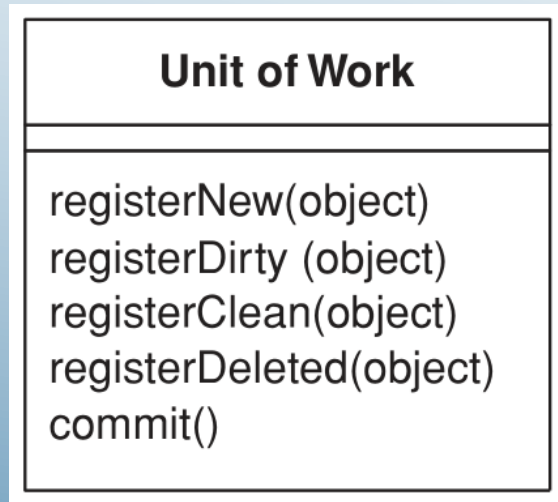 Unit of Work
registerNew(object)
registerDirty (object)
registerClean(object)
registerDeleted(object)
commit()